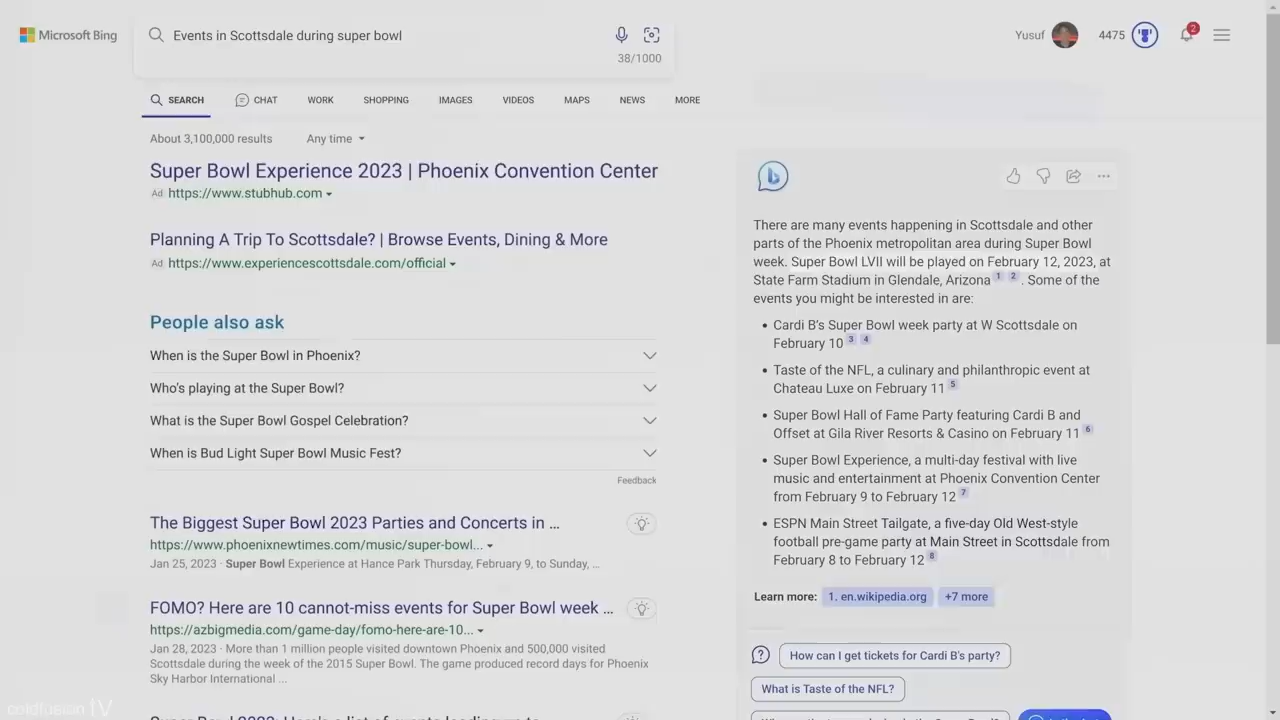 Microsoft Bing
Events in Scottsdale during super bowl
38/1000
Yusuf
4475
2
SEARCH
CHAT
WORK
SHOPPING
IMAGES
VIDEOS
MAPS
NEWS
MORE
About 3,100,000 results
Any time
Super Bowl Experience 2023 | Phoenix Convention Center
Ad https://www.stubhub.com
Planning A Trip To Scottsdale? | Browse Events, Dining & More
Ad https://www.experiencescottsdale.com/official
People also ask
When is the Super Bowl in Phoenix?
Who's playing at the Super Bowl?
What is the Super Bowl Gospel Celebration?
When is Bud Light Super Bowl Music Fest?
Feedback
The Biggest Super Bowl 2023 Parties and Concerts in ...
https://www.phoenixnewtimes.com/music/super-bowl...
Jan 25, 2023 · Super Bowl Experience at Hance Park Thursday, February 9, to Sunday, ...
FOMO? Here are 10 cannot-miss events for Super Bowl week ...
https://azbigmedia.com/game-day/fomo-here-are-10...
Jan 28, 2023 · More than 1 million people visited downtown Phoenix and 500,000 visited
Scottsdale during the week of the 2015 Super Bowl. The game produced record days for Phoenix
Sky Harbor International ...
There are many events happening in Scottsdale and other
parts of the Phoenix metropolitan area during Super Bowl
week. Super Bowl LVII will be played on February 12, 2023, at
State Farm Stadium in Glendale, Arizona 1 2 . Some of the
events you might be interested in are:
• Cardi B's Super Bowl week party at W Scottsdale on
February 10 3 4
• Taste of the NFL, a culinary and philanthropic event at
Chateau Luxe on February 11 5
• Super Bowl Hall of Fame Party featuring Cardi B and
Offset at Gila River Resorts & Casino on February 11 6
• Super Bowl Experience, a multi-day festival with live
music and entertainment at Phoenix Convention Center
from February 9 to February 12 7
• ESPN Main Street Tailgate, a five-day Old West-style
football pre-game party at Main Street in Scottsdale from
February 8 to February 12 8
Learn more: 1. en.wikipedia.org +7 more
How can I get tickets for Cardi B's party?
What is Taste of the NFL?
coldfusion TV